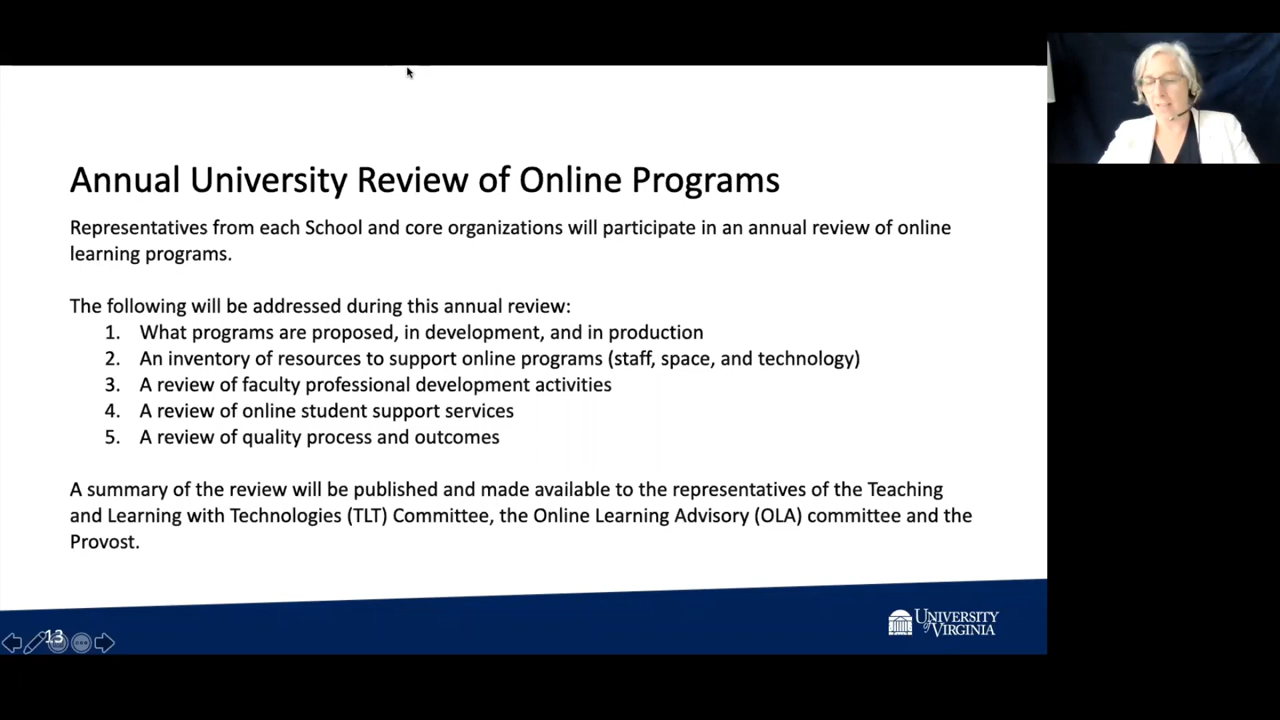 Annual University Review of Online Programs
Representatives from each School and core organizations will participate in an annual review of online
learning programs.
The following will be addressed during this annual review:
1. What programs are proposed, in development, and in production
2. An inventory of resources to support online programs (staff, space, and technology)
3. A review of faculty professional development activities
4. A review of online student support services
5. A review of quality process and outcomes
A summary of the review will be published and made available to the representatives of the Teaching
and Learning with Technologies (TLT) Committee, the Online Learning Advisory (OLA) committee and the
Provost.
13
UNIVERSITY
of VIRGINIA